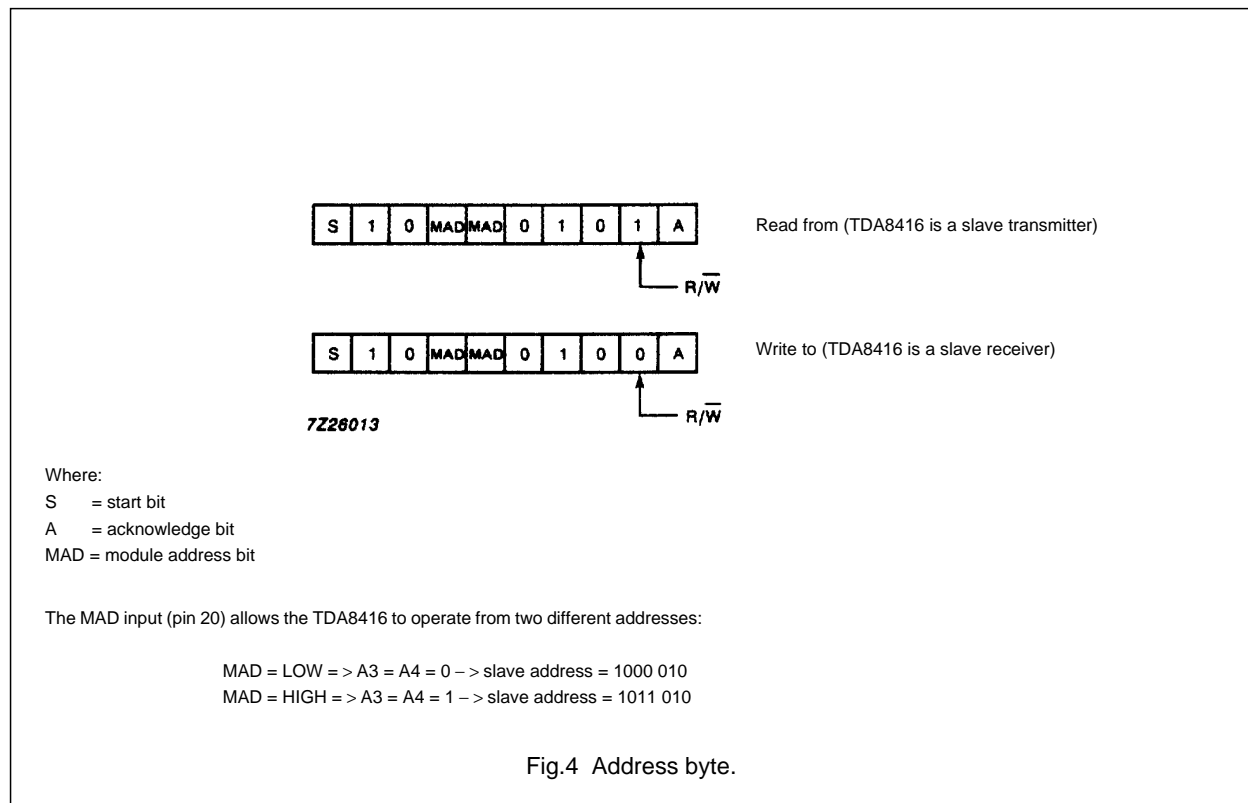 S 1 0 MAD MAD 0 1 0 1 A Read from (TDA8416 is a slave transmitter)
R/W̅
S 1 0 MAD MAD 0 1 0 0 A Write to (TDA8416 is a slave receiver)
R/W̅
7Z26013
Where:
S = start bit
A = acknowledge bit
MAD = module address bit
The MAD input (pin 20) allows the TDA8416 to operate from two different addresses:
MAD = LOW = > A3 = A4 = 0 − > slave address = 1000 010
MAD = HIGH = > A3 = A4 = 1 − > slave address = 1011 010
Fig.4 Address byte.